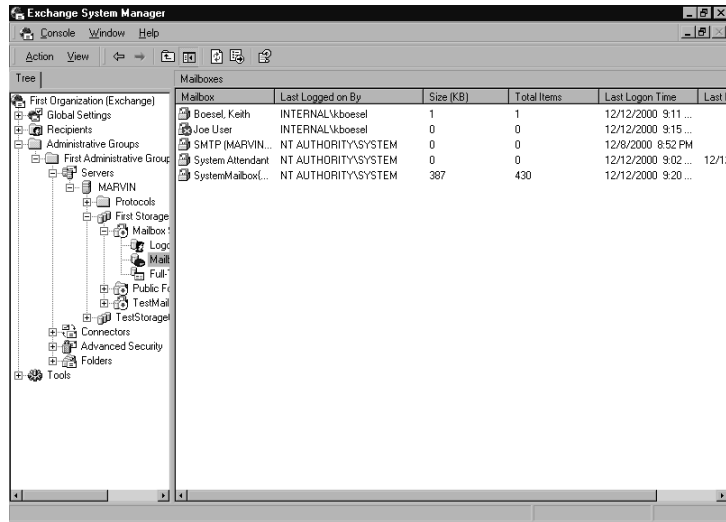 Exchange System Manager
Console Window Help
Action View
Tree
Mailboxes
First Organization (Exchange)
Global Settings
Recipients
Administrative Groups
First Administrative Group
Servers
MARVIN
Protocols
First Storage
Mailbox S
Logo
Mailb
Full-T
Public Fo
TestMail
TestStorage
Connectors
Advanced Security
Folders
Tools
Mailbox Last Logged on By Size (KB) Total Items Last Logon Time Last
Boesel, Keith INTERNAL\kboesel 1 1 12/12/2000 9:11 ...
Joe User INTERNAL\kboesel 0 0 12/12/2000 9:15 ...
SMTP (MARVIN... NT AUTHORITY\SYSTEM 0 0 12/8/2000 8:52 PM
System Attendant NT AUTHORITY\SYSTEM 0 0 12/12/2000 9:02 ... 12/1
SystemMailbox{... NT AUTHORITY\SYSTEM 387 430 12/12/2000 9:20 ...